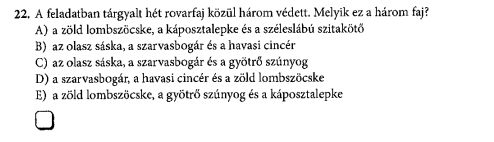 22. A feladatban tárgyalt hét rovarfaj közül három védett. Melyik ez a három faj?
A) a zöld lombszöcske, a káposztalepke és a széleslábú szitakötő
B) az olasz sáska, a szarvasbogár és a havasi cincér
C) az olasz sáska, a szarvasbogár és a gyötrő szúnyog
D) a szarvasbogár, a havasi cincér és a zöld lombszöcske
E) a zöld lombszöcske, a gyötrő szúnyog és a káposztalepke